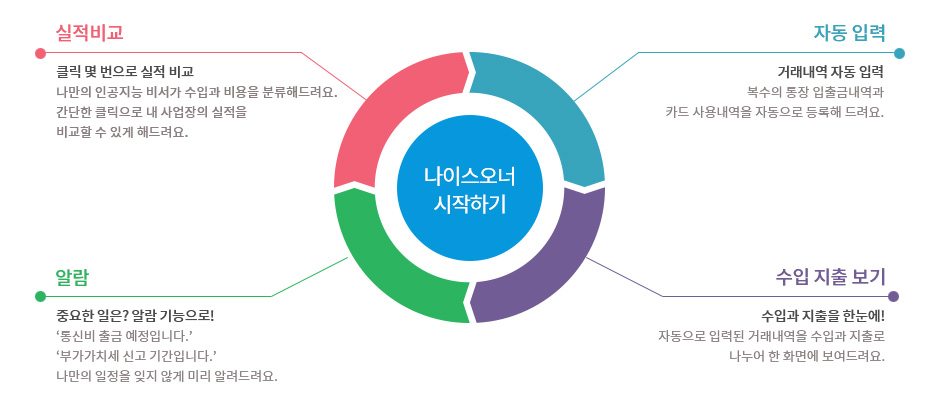 실적비교
클릭 몇 번으로 실적 비교
나만의 인공지능 비서가 수입과 비용을 분류해드려요.
간단한 클릭으로 내 사업장의 실적을
비교할 수 있게 해드려요.
자동 입력
거래내역 자동 입력
복수의 통장 입출금내역과
카드 사용내역을 자동으로 등록해 드려요.
나이스오너
시작하기
알람
중요한 일은? 알람 기능으로!
‘통신비 출금 예정입니다.’
‘부가가치세 신고 기간입니다.’
나만의 일정을 잊지 않게 미리 알려드려요.
수입 지출 보기
수입과 지출을 한눈에!
자동으로 입력된 거래내역을 수입과 지출로
나누어 한 화면에 보여드려요.